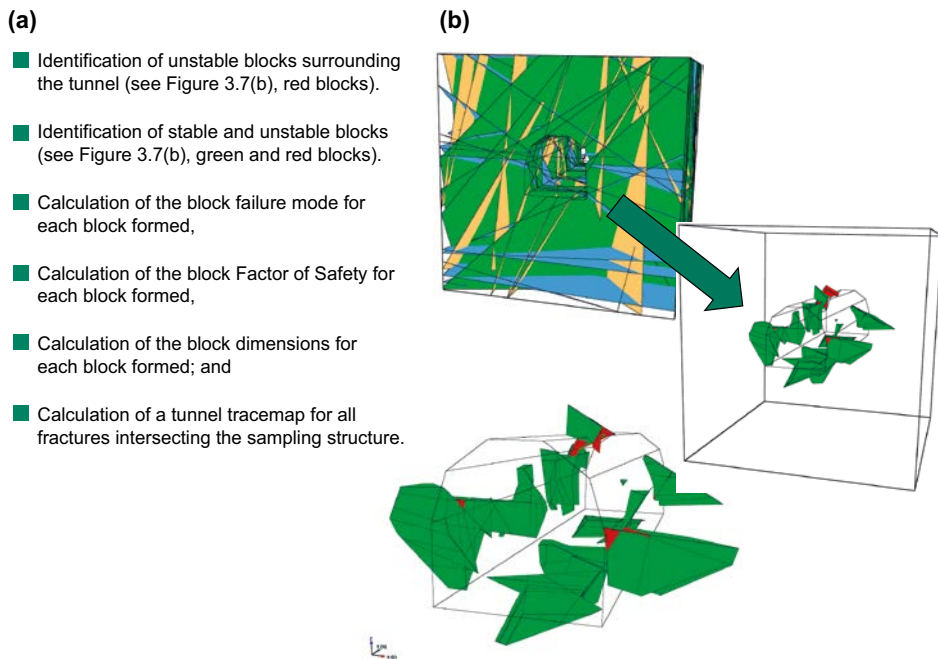 (a)
Identification of unstable blocks surrounding
the tunnel (see Figure 3.7(b), red blocks).
Identification of stable and unstable blocks
(see Figure 3.7(b), green and red blocks).
Calculation of the block failure mode for
each block formed,
Calculation of the block Factor of Safety for
each block formed,
Calculation of the block dimensions for
each block formed; and
Calculation of a tunnel tracemap for all
fractures intersecting the sampling structure.
(b)